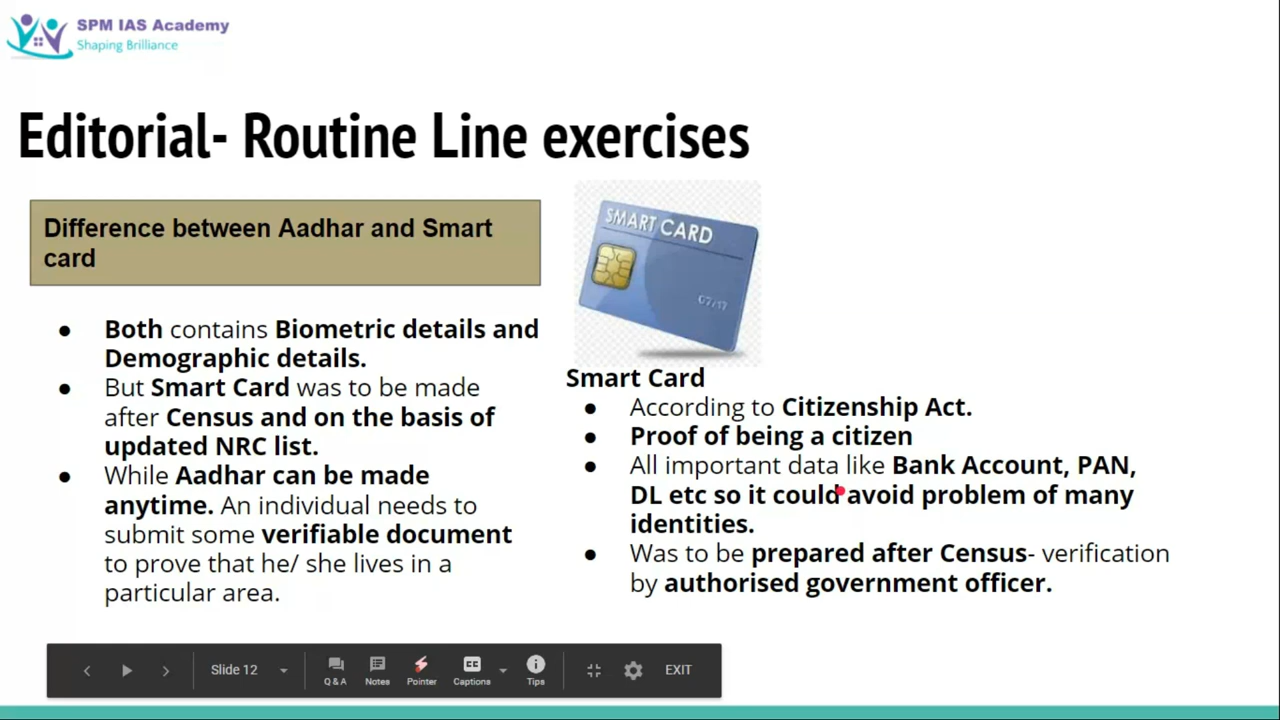 SPM IAS Academy
Shaping Brilliance
Editorial- Routine Line exercises
Difference between Aadhar and Smart
card
● Both contains Biometric details and
Demographic details.
● But Smart Card was to be made
after Census and on the basis of
updated NRC list.
● While Aadhar can be made
anytime. An individual needs to
submit some verifiable document
to prove that he/ she lives in a
particular area.
SMART CARD
07/17
Smart Card
● According to Citizenship Act.
● Proof of being a citizen
● All important data like Bank Account, PAN,
DL etc so it could avoid problem of many
identities.
● Was to be prepared after Census- verification
by authorised government officer.
Slide 12
Q & A
Notes
Pointer
CC
Captions
Tips
EXIT